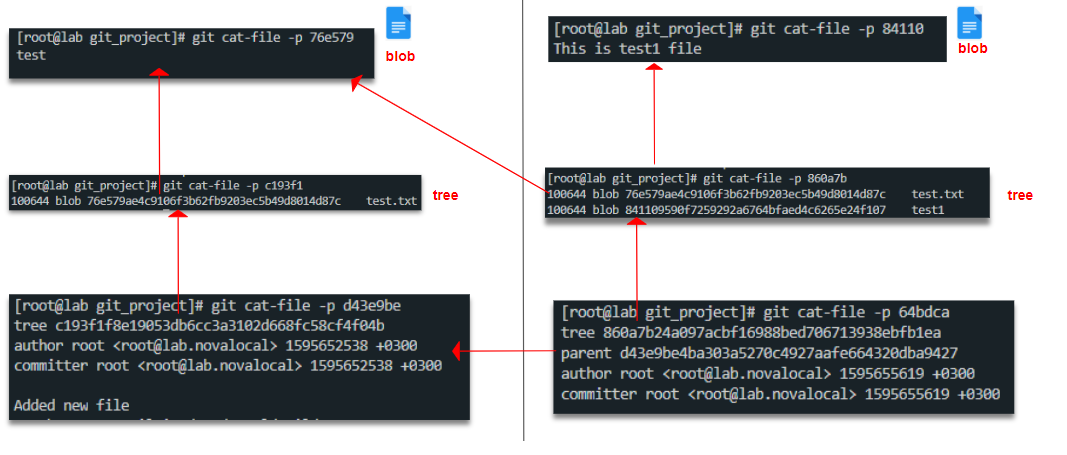 [root@lab git_project]# git cat-file -p 76e579
test
blob
[root@lab git_project]# git cat-file -p 84110
This is test1 file
blob
[root@lab git_project]# git cat-file -p c193f1
100644 blob 76e579ae4c9106f3b62fb9203ec5b49d8014d87c test.txt
tree
[root@lab git_project]# git cat-file -p 860a7b
100644 blob 76e579ae4c9106f3b62fb9203ec5b49d8014d87c test.txt
100644 blob 841109590f7259292a6764bfaed4c6265e24f107 test1
tree
[root@lab git_project]# git cat-file -p d43e9be
tree c193f1f8e19053db6cc3a3102d668fc58cf4f04b
author root <root@lab.novalocal> 1595652538 +0300
committer root <root@lab.novalocal> 1595652538 +0300
Added new file
[root@lab git_project]# git cat-file -p 64bdca
tree 860a7b24a097acbf16988bed706713938ebfb1ea
parent d43e9be4ba303a5270c4927aafe664320dba9427
author root <root@lab.novalocal> 1595655619 +0300
committer root <root@lab.novalocal> 1595655619 +0300